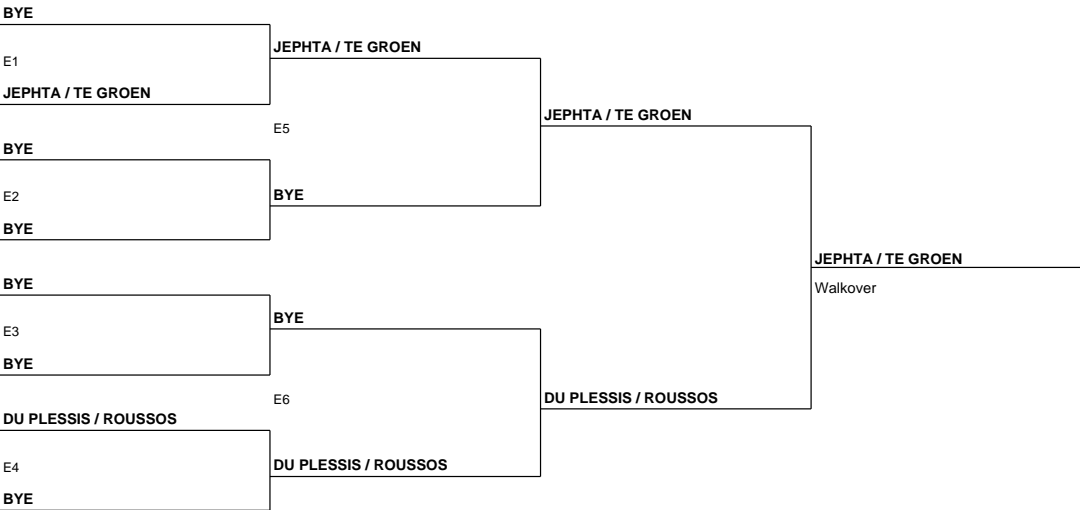 BYE
JEPHTA / TE GROEN
E1
JEPHTA / TE GROEN
JEPHTA / TE GROEN
E5
BYE
E2
BYE
BYE
JEPHTA / TE GROEN
Walkover
BYE
BYE
E3
BYE
E6
DU PLESSIS / ROUSSOS
DU PLESSIS / ROUSSOS
E4
DU PLESSIS / ROUSSOS
BYE